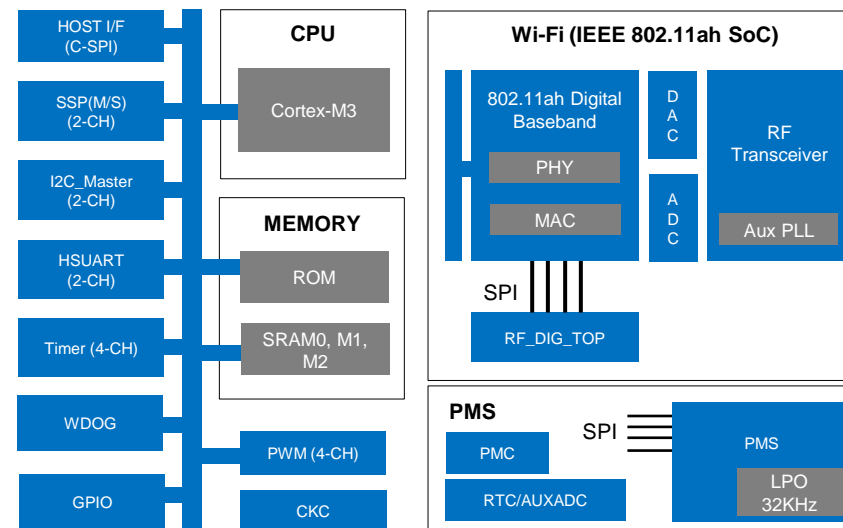 HOST I/F
(C-SPI)
SSP(M/S)
(2-CH)
I2C_Master
(2-CH)
HSUART
(2-CH)
Timer (4-CH)
WDOG
GPIO
CPU
Cortex-M3
MEMORY
ROM
SRAM0, M1,
M2
PWM (4-CH)
CKC
Wi-Fi (IEEE 802.11ah SoC)
802.11ah Digital
Baseband
PHY
MAC
D
A
C
A
D
C
RF
Transceiver
Aux PLL
SPI
RF_DIG_TOP
PMS
PMC
RTC/AUXADC
SPI
PMS
LPO
32KHz